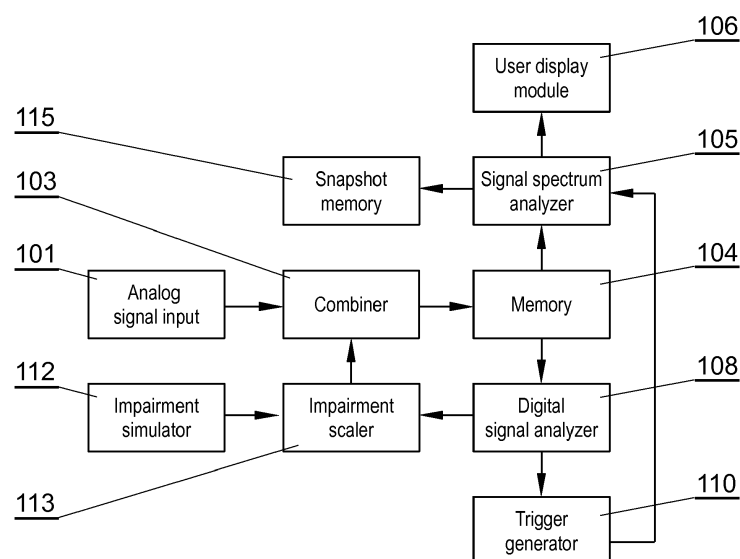 106
User display
module
115
105
Snapshot
memory
Signal spectrum
analyzer
103
101
104
Analog
signal input
Combiner
Memory
112
108
Impairment
simulator
Impairment
scaler
Digital
signal analyzer
113
110
Trigger
generator